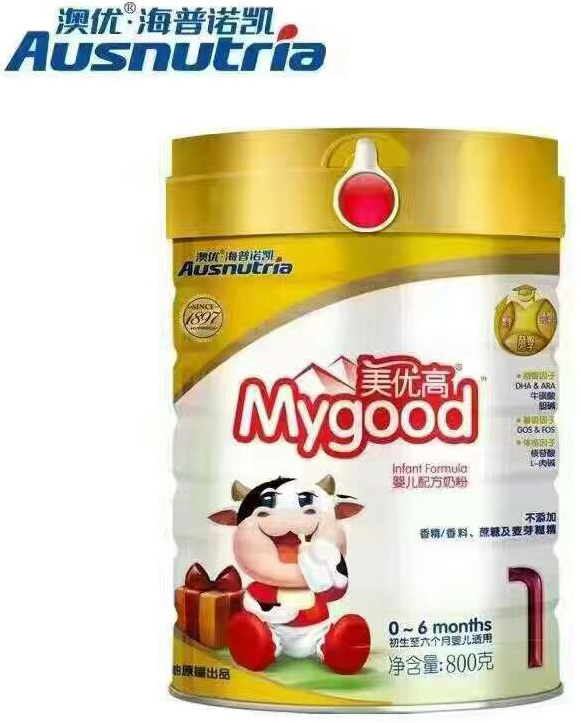 澳优·海普诺凯
Ausnutria®
澳优·海普诺凯
Ausnutria
SINCE
1897
美优高®
Mygood™
Infant Formula
婴儿配方奶粉
DHA & ARA
牛磺酸
胆碱
GOS & FOS
核苷酸
L-肉碱
不添加
香精/香料、蔗糖及麦芽糊精
0~6 months
初生至六个月婴儿适用
净含量:800克
1
原罐出品